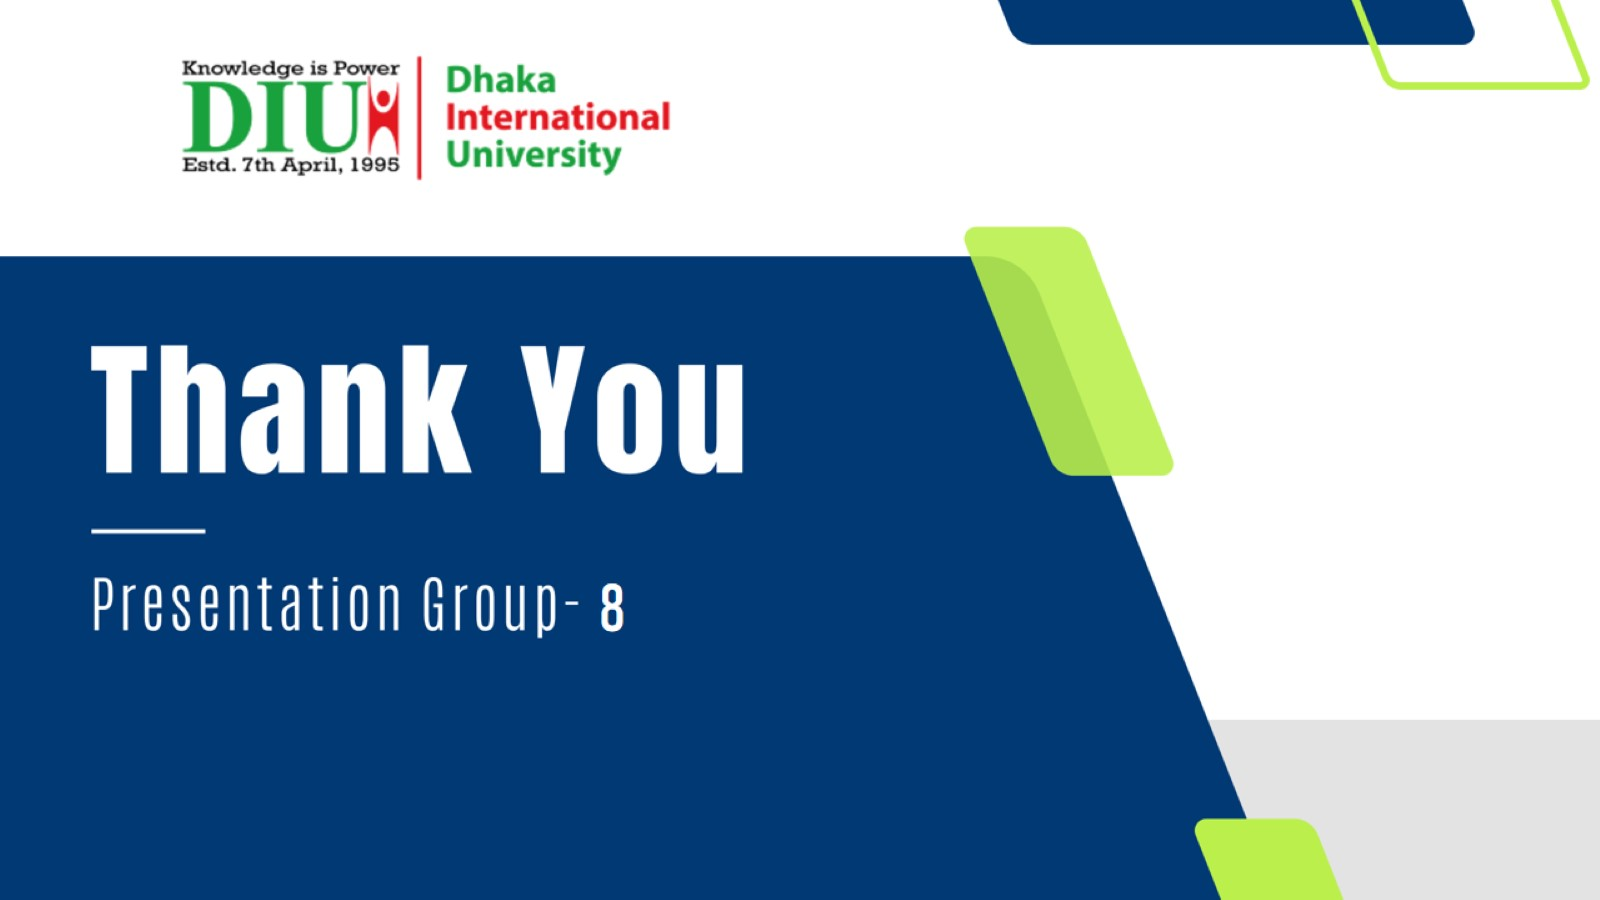 Knowledge is Power
DIU
Estd. 7th April, 1995
Dhaka
International
University
Thank You
Presentation Group- 8